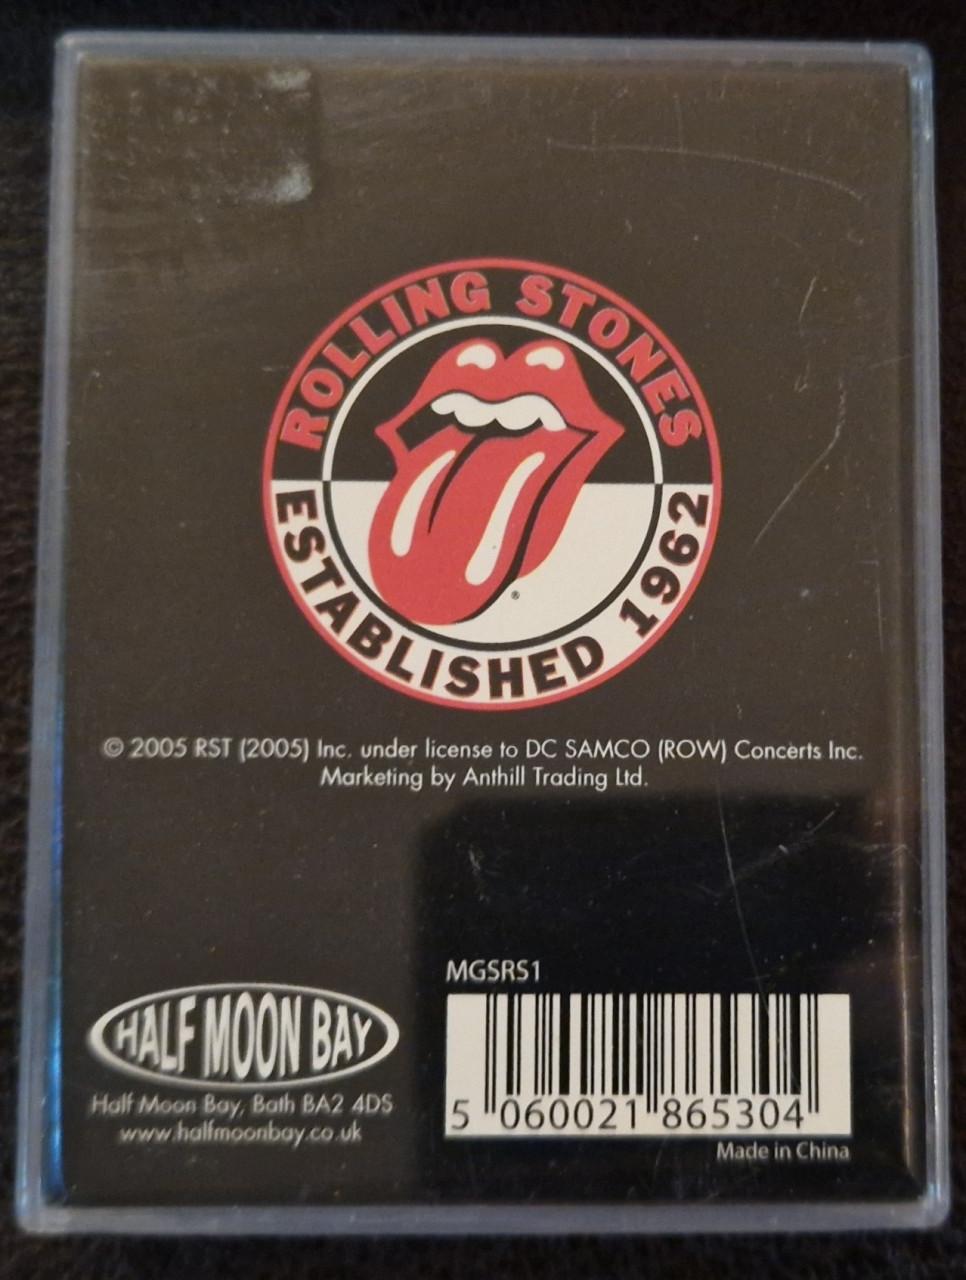 ROLLING STONES
ESTABLISHED 1962
®
© 2005 RST (2005) Inc. under license to DC SAMCO (ROW) Concerts Inc.
Marketing by Anthill Trading Ltd.
MGSRS1
HALF MOON BAY
Half Moon Bay, Bath BA2 4DS
www.halfmoonbay.co.uk
5 060021 865304
Made in China